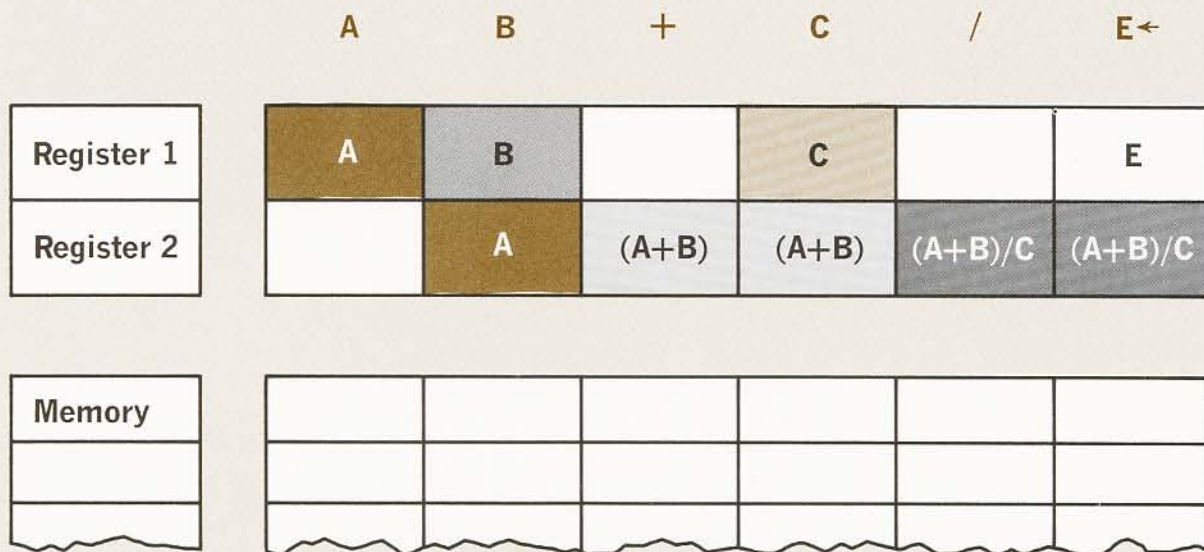 A B + C / E←
Register 1 A B C E
Register 2 A (A+B) (A+B) (A+B)/C (A+B)/C
Memory